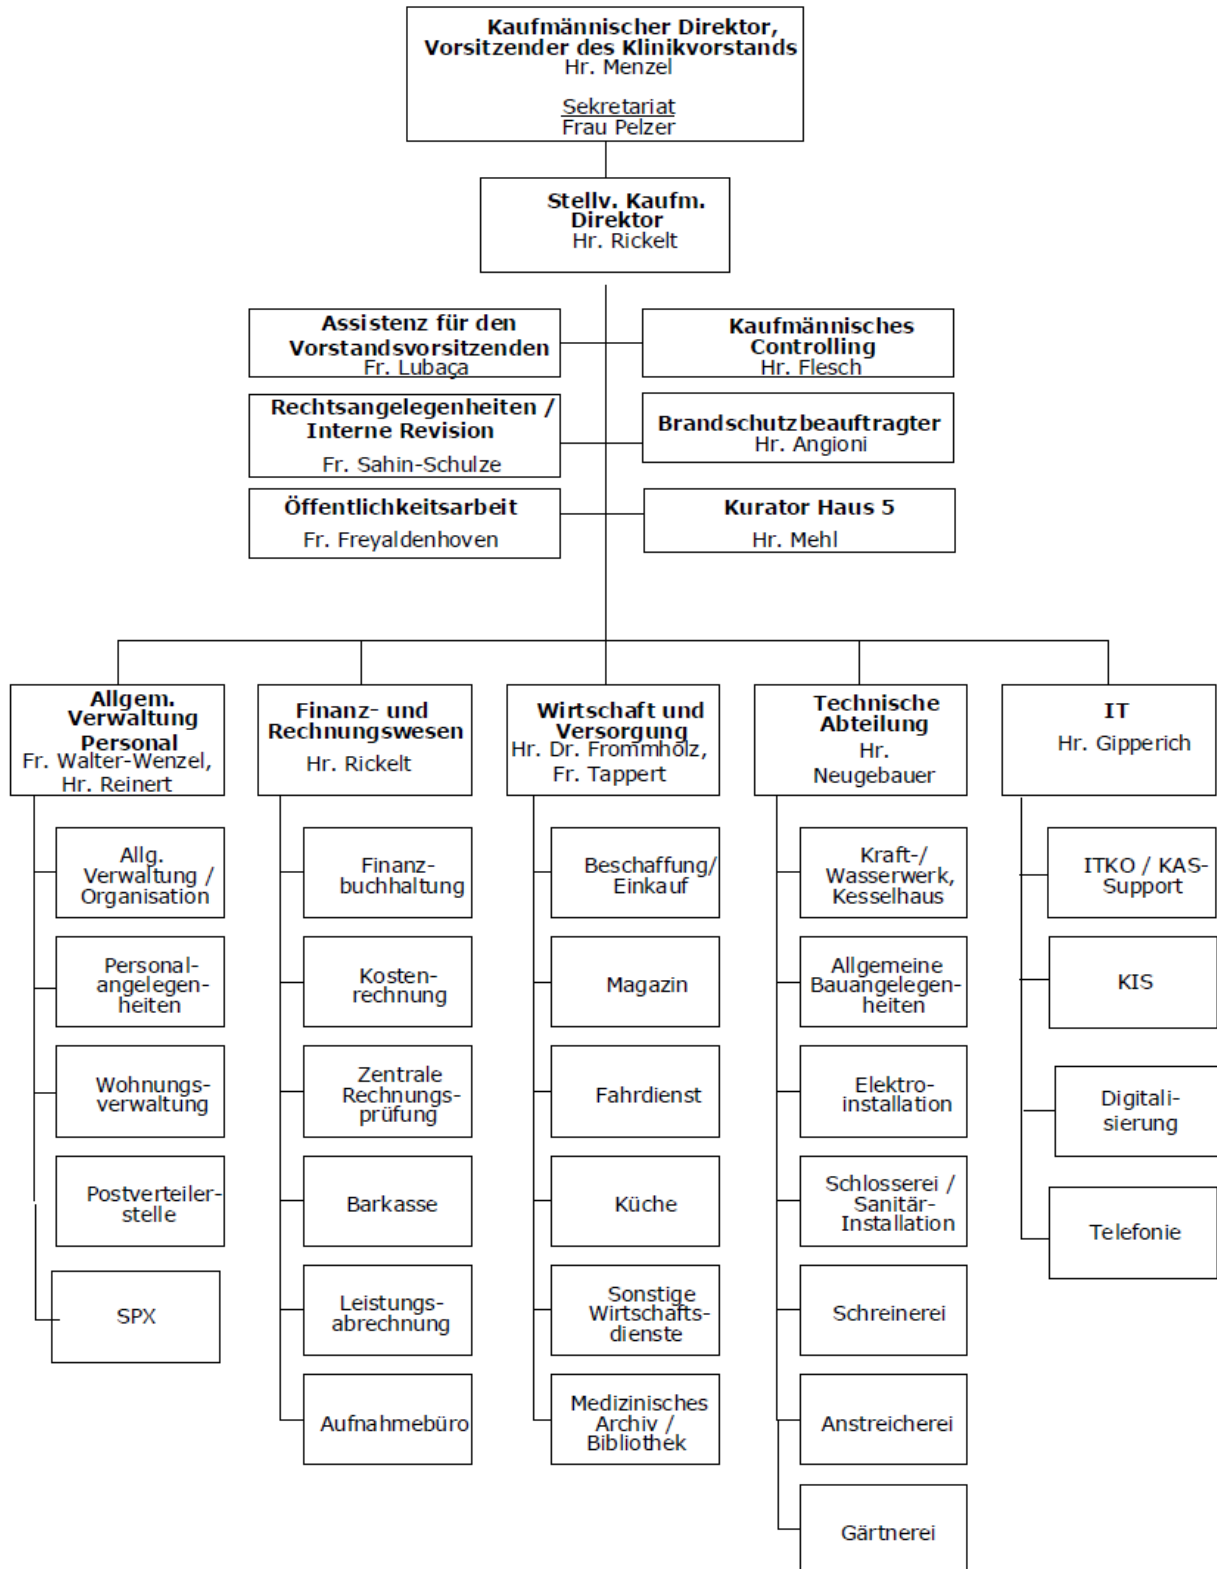 Kaufmännischer Direktor,
Vorsitzender des Klinikvorstands
Hr. Menzel
Sekretariat
Frau Pelzer
Stellv. Kaufm.
Direktor
Hr. Rickelt
Assistenz für den
Vorstandsvorsitzenden
Fr. Lubaça
Kaufmännisches
Controlling
Hr. Flesch
Rechtsangelegenheiten /
Interne Revision
Fr. Sahin-Schulze
Brandschutzbeauftragter
Hr. Angioni
Öffentlichkeitsarbeit
Fr. Freyaldenhoven
Kurator Haus 5
Hr. Mehl
Allgem.
Verwaltung
Personal
Fr. Walter-Wenzel,
Hr. Reinert
Finanz- und
Rechnungswesen
Hr. Rickelt
Wirtschaft und
Versorgung
Hr. Dr. Frommholz,
Fr. Tappert
Technische
Abteilung
Hr.
Neugebauer
IT
Hr. Gipperich
Allg.
Verwaltung /
Organisation
Personal-
angelegen-
heiten
Wohnungs-
verwaltung
Postverteiler-
stelle
SPX
Finanz-
buchhaltung
Kosten-
rechnung
Zentrale
Rechnungs-
prüfung
Barkasse
Leistungs-
abrechnung
Aufnahmebüro
Beschaffung/
Einkauf
Magazin
Fahrdienst
Küche
Sonstige
Wirtschafts-
dienste
Medizinisches
Archiv /
Bibliothek
Kraft-/
Wasserwerk,
Kesselhaus
Allgemeine
Bauangelegen-
heiten
Elektro-
installation
Schlosserei /
Sanitär-
Installation
Schreinerei
Anstreicherei
Gärtnerei
ITKO / KAS-
Support
KIS
Digitali-
sierung
Telefonie